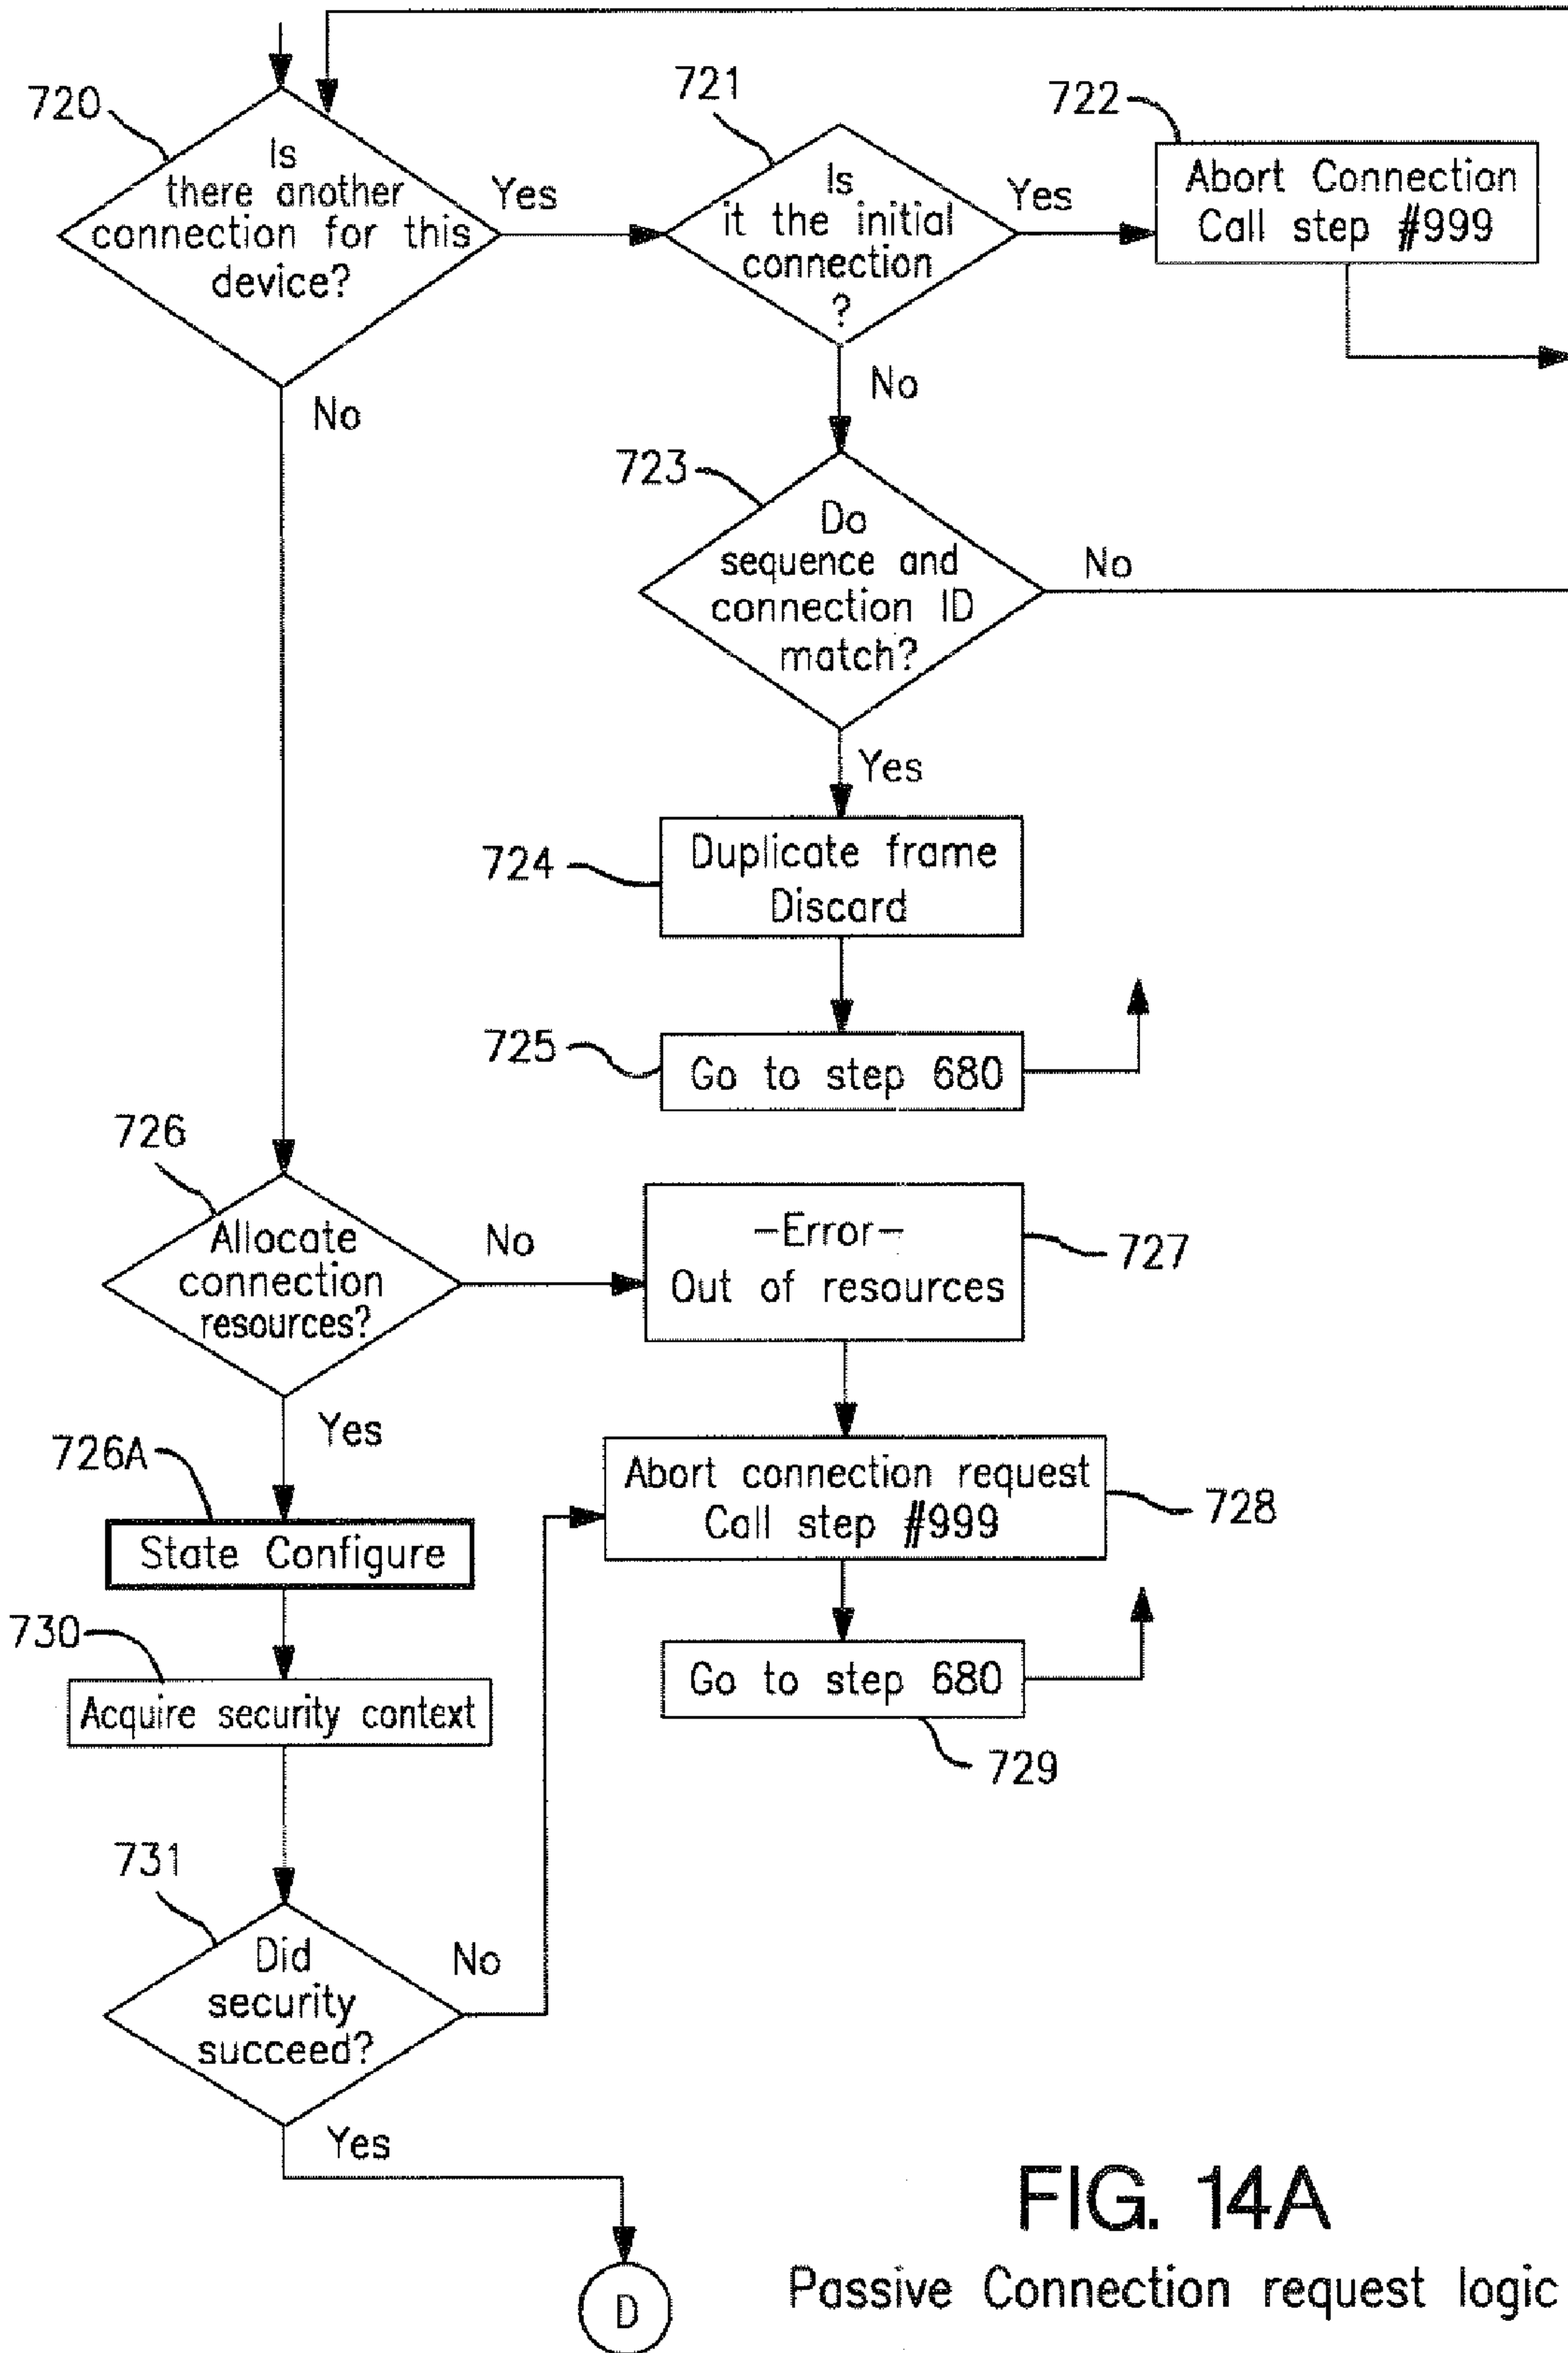 720
Is
there another
connection for this
device?
Yes
No
721
Is
it the initial
connection
?
Yes
No
722
Abort Connection
Call step #999
723
Do
sequence and
connection ID
match?
No
Yes
724
Duplicate frame
Discard
725
Go to step 680
726
Allocate
connection
resources?
No
Yes
-Error-
Out of resources
727
726A
State Configure
Abort connection request
Call step #999
728
730
Acquire security context
Go to step 680
729
731
Did
security
succeed?
No
Yes
D
FIG. 14A
Passive Connection request logic